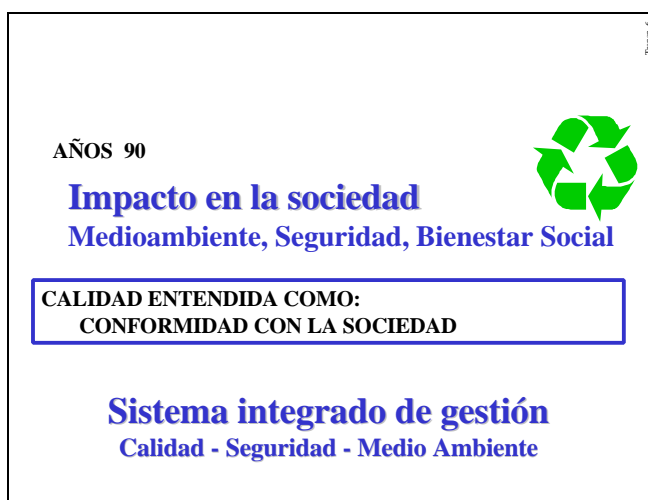 AÑOS 90
Impacto en la sociedad
Medioambiente, Seguridad, Bienestar Social
CALIDAD ENTENDIDA COMO:
CONFORMIDAD CON LA SOCIEDAD
Sistema integrado de gestión
Calidad - Seguridad - Medio Ambiente